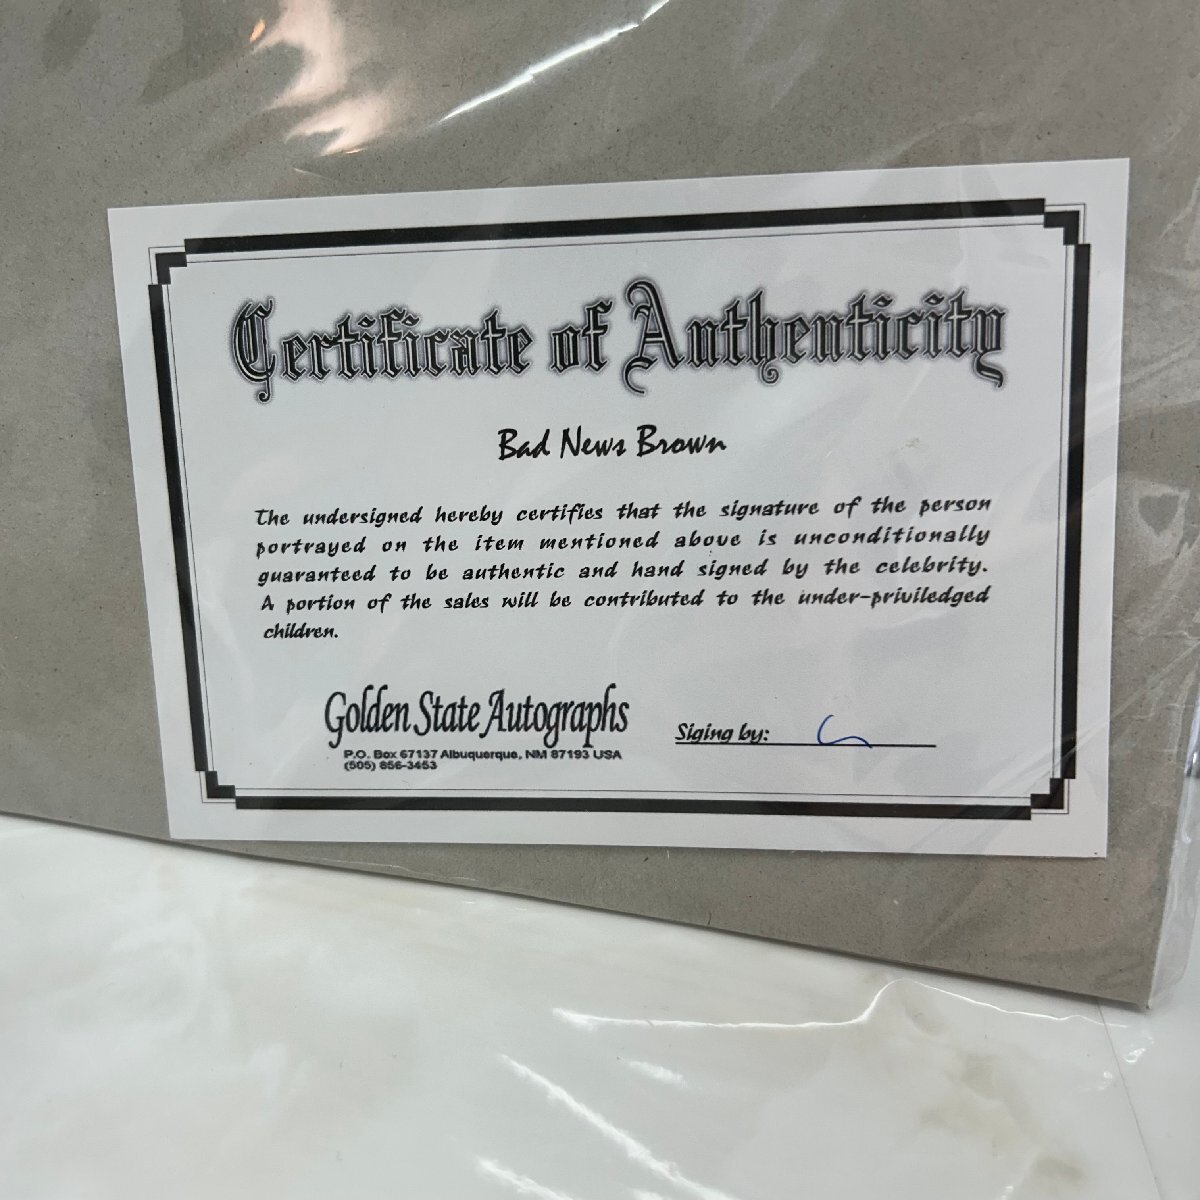 Certificate of Authenticity
Bad News Brown
The undersigned hereby certifies that the signature of the person
portrayed on the item mentioned above is unconditionally
guaranteed to be authentic and hand signed by the celebrity.
A portion of the sales will be contributed to the under-priviledged
children.
Golden State Autographs
P.O. Box 67137 Albuquerque, NM 87193 USA
(505) 856-3453
Siging by: